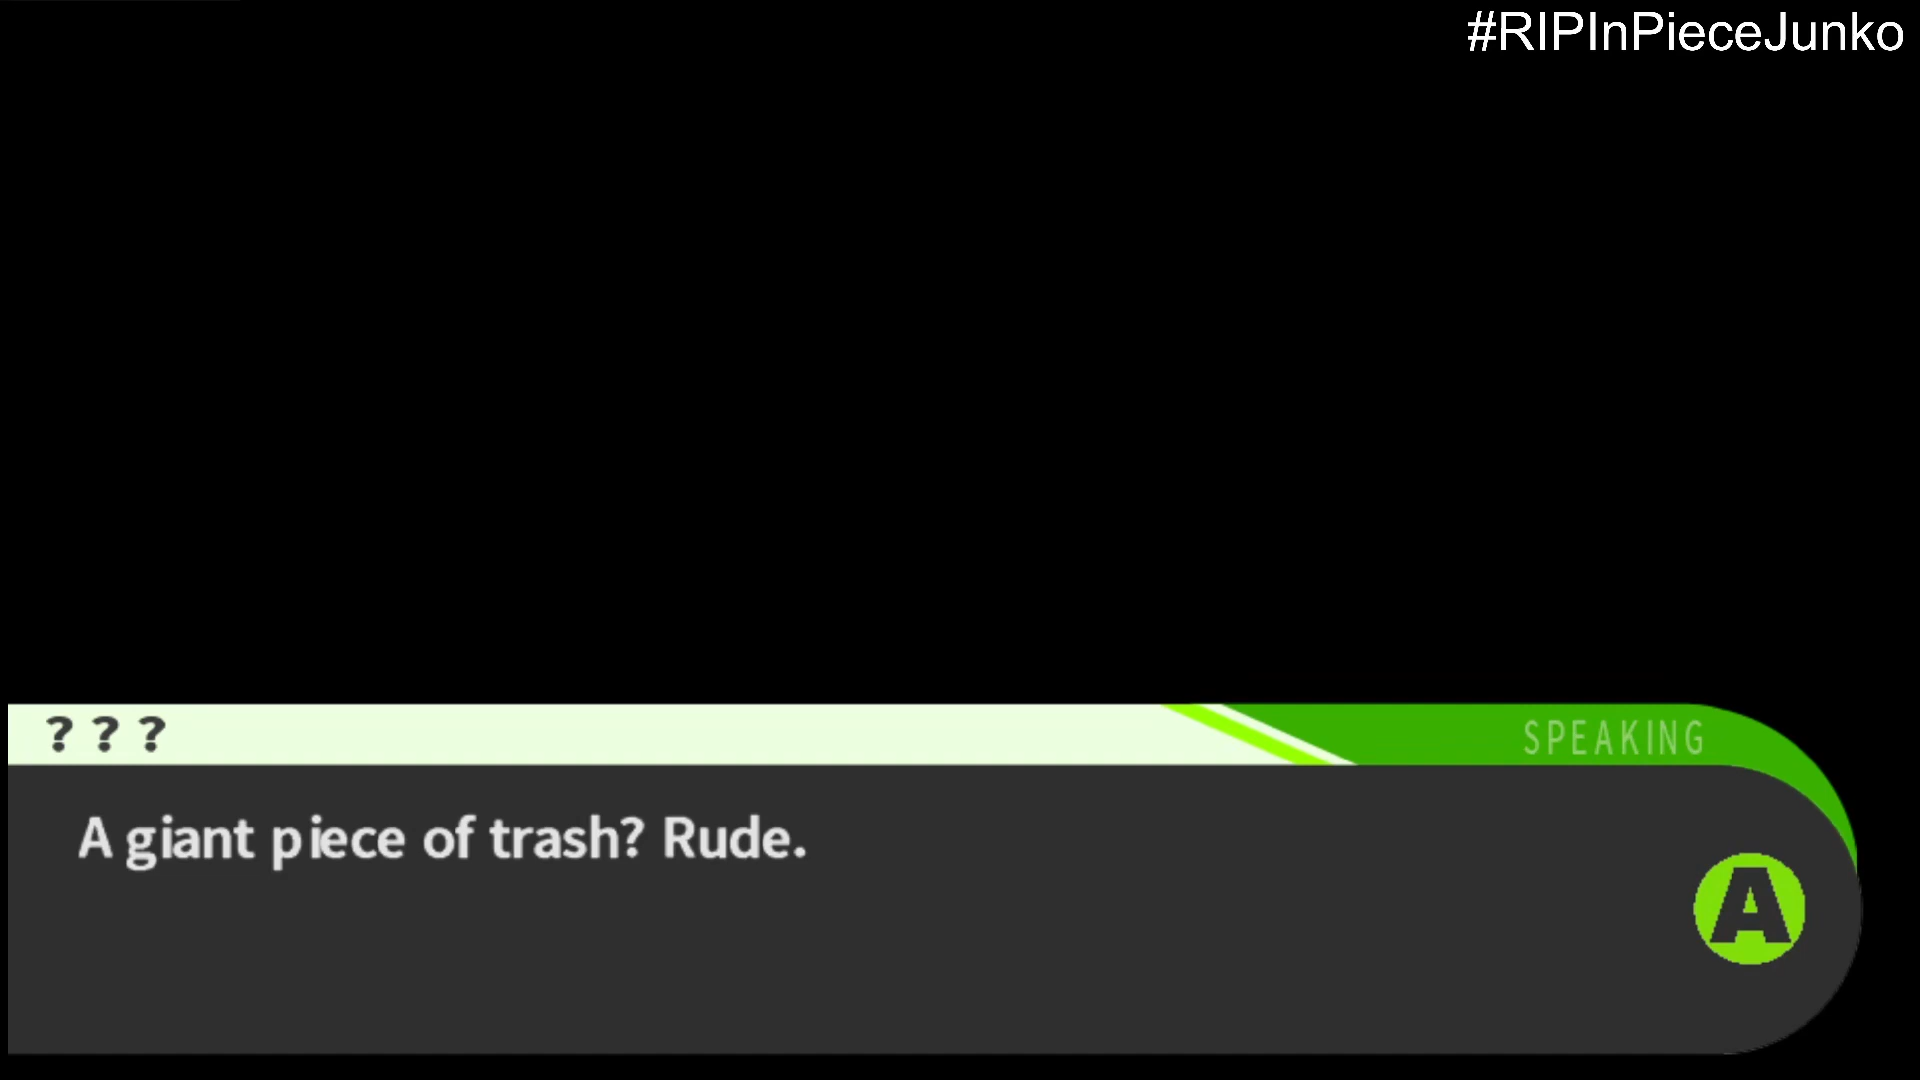 #RIPInPieceJunko
? ? ?
SPEAKING
A giant piece of trash? Rude.
A